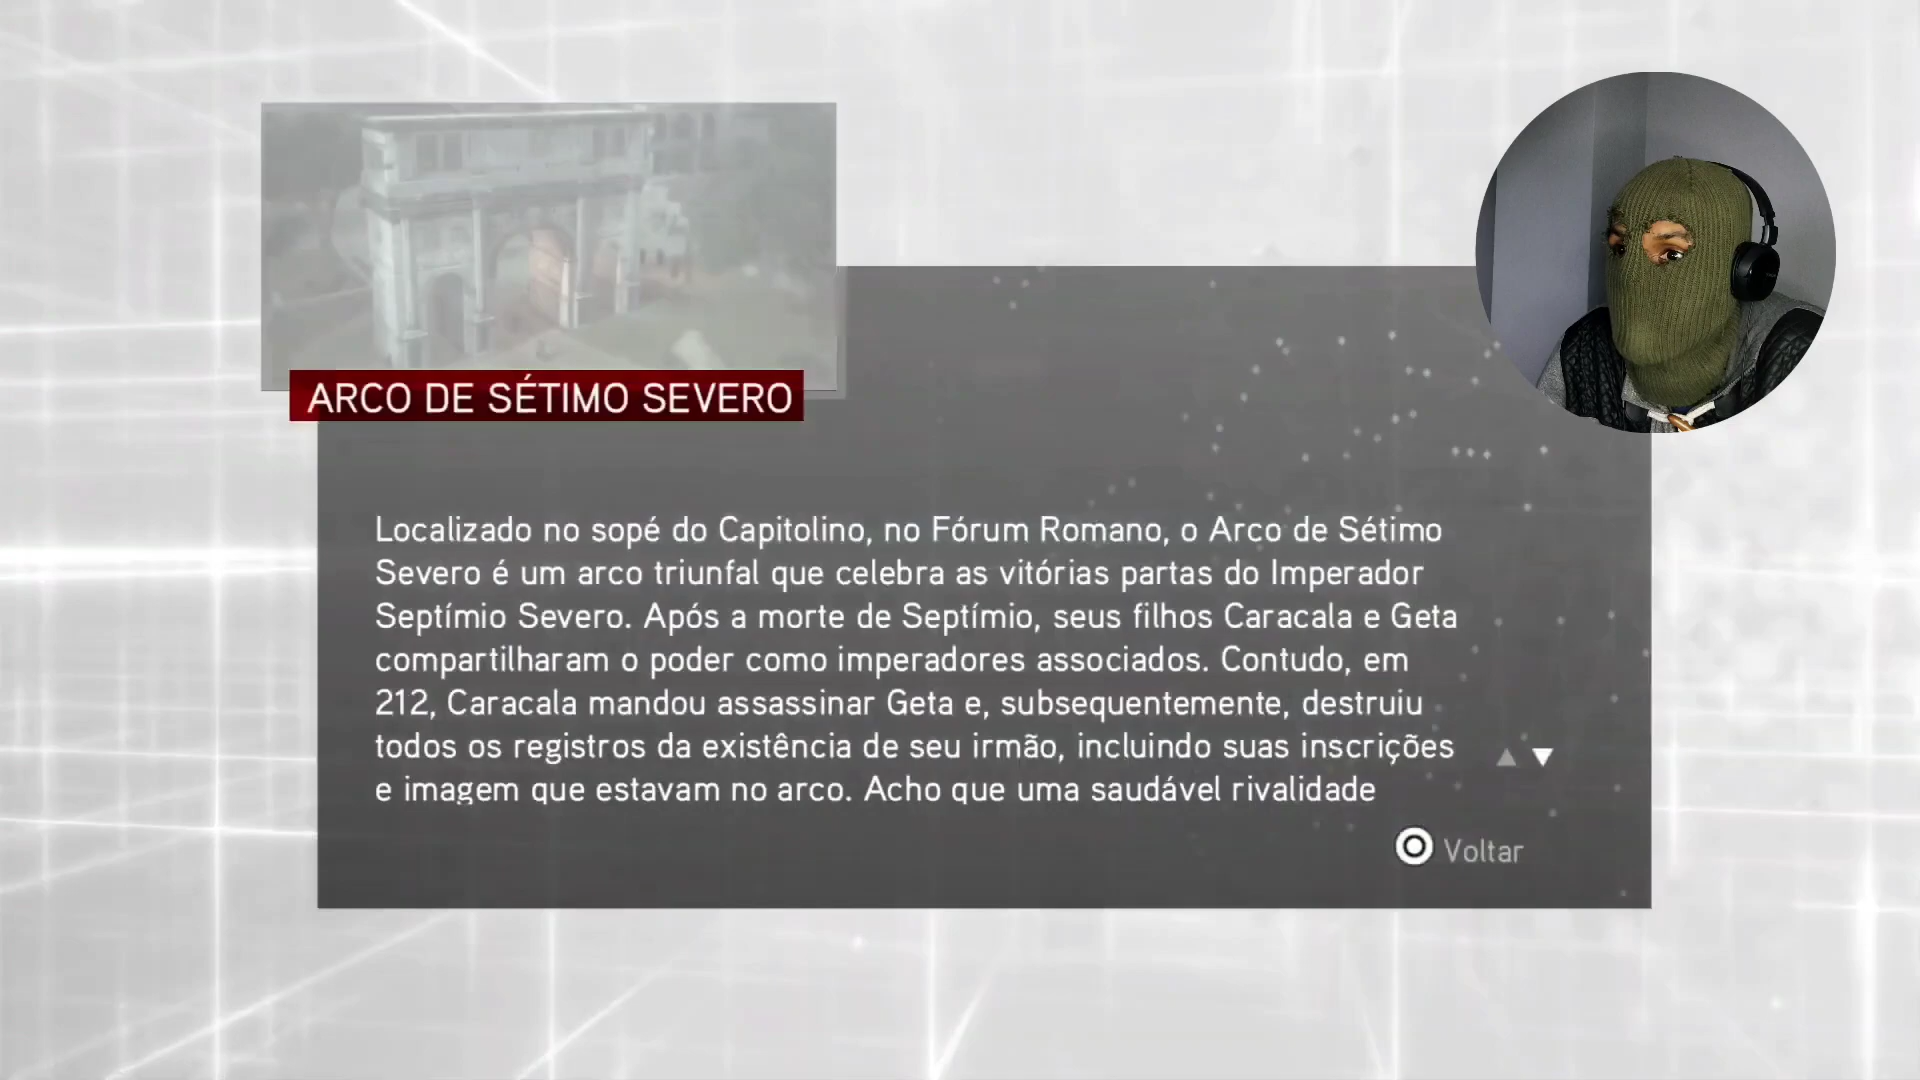 ARCO DE SÉTIMO SEVERO
Localizado no sopé do Capitolino, no Fórum Romano, o Arco de Sétimo
Severo é um arco triunfal que celebra as vitórias partas do Imperador
Septímio Severo. Após a morte de Septímio, seus filhos Caracala e Geta
compartilharam o poder como imperadores associados. Contudo, em
212, Caracala mandou assassinar Geta e, subsequentemente, destruiu
todos os registros da existência de seu irmão, incluindo suas inscrições
e imagem que estavam no arco. Acho que uma saudável rivalidade
Voltar